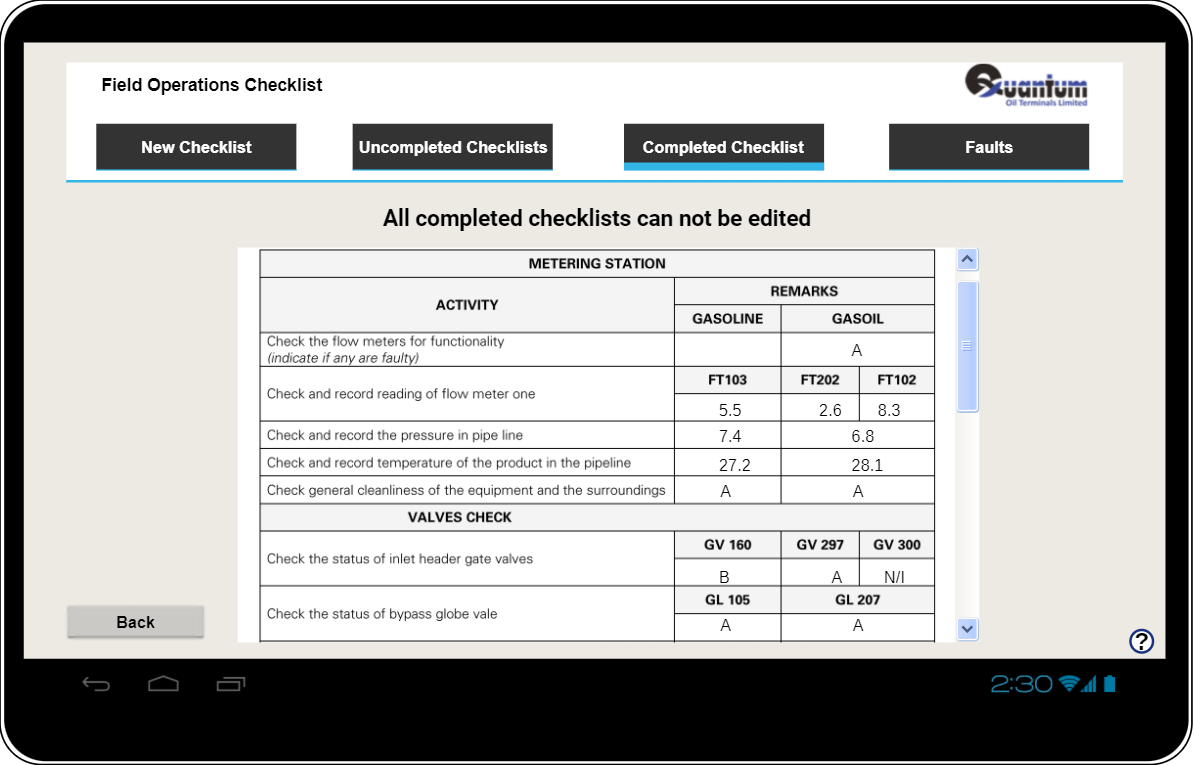 Field Operations Checklist
Quantum
Oil Terminals Limited
New Checklist
Uncompleted Checklists
Completed Checklist
Faults
All completed checklists can not be edited
METERING STATION
ACTIVITY
REMARKS
GASOLINE
GASOIL
Check the flow meters for functionality
(indicate if any are faulty)
A
Check and record reading of flow meter one
FT103
FT202
FT102
5.5
2.6
8.3
Check and record the pressure in pipe line
7.4
6.8
Check and record temperature of the product in the pipeline
27.2
28.1
Check general cleanliness of the equipment and the surroundings
A
A
VALVES CHECK
Check the status of inlet header gate valves
GV 160
GV 297
GV 300
B
A
N/I
Check the status of bypass globe vale
GL 105
GL 207
A
A
Back
?
2:30